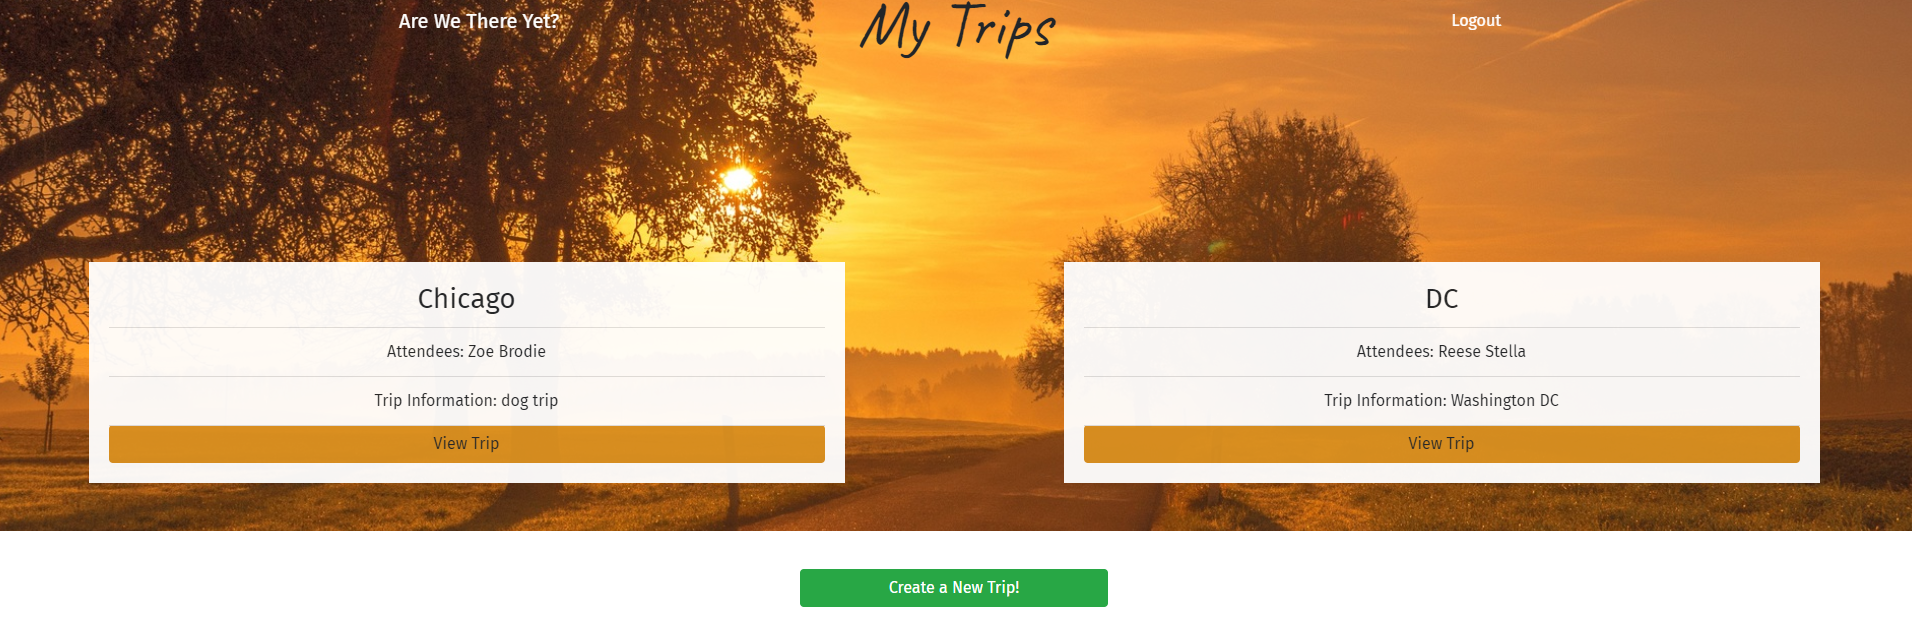 Are We There Yet?
My Trips
Logout
Chicago
Attendees: Zoe Brodie
Trip Information: dog trip
View Trip
DC
Attendees: Reese Stella
Trip Information: Washington DC
View Trip
Create a New Trip!